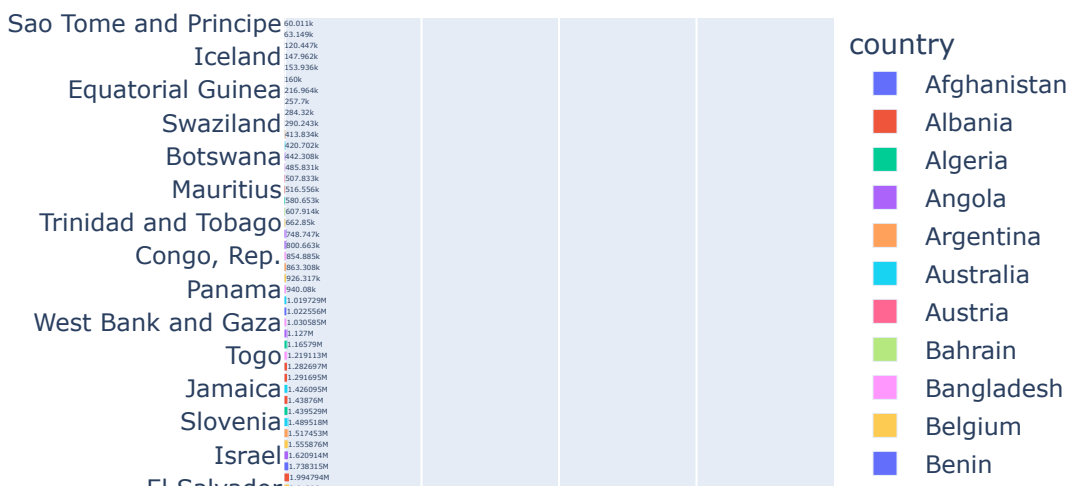 Sao Tome and Principe
Iceland
Equatorial Guinea
Swaziland
Botswana
Mauritius
Trinidad and Tobago
Congo, Rep.
Panama
West Bank and Gaza
Togo
Jamaica
Slovenia
Israel
El Salvador
60.011k
63.149k
120.447k
147.962k
153.936k
160k
216.964k
257.7k
284.32k
290.243k
413.834k
420.702k
442.308k
485.831k
507.833k
516.556k
580.653k
607.914k
662.85k
748.747k
800.663k
854.885k
863.308k
926.317k
940.08k
1.019729M
1.022556M
1.030585M
1.127M
1.16579M
1.219113M
1.282697M
1.291695M
1.426095M
1.43876M
1.439529M
1.489518M
1.517453M
1.555876M
1.620914M
1.738315M
1.994794M
country
Afghanistan
Albania
Algeria
Angola
Argentina
Australia
Austria
Bahrain
Bangladesh
Belgium
Benin